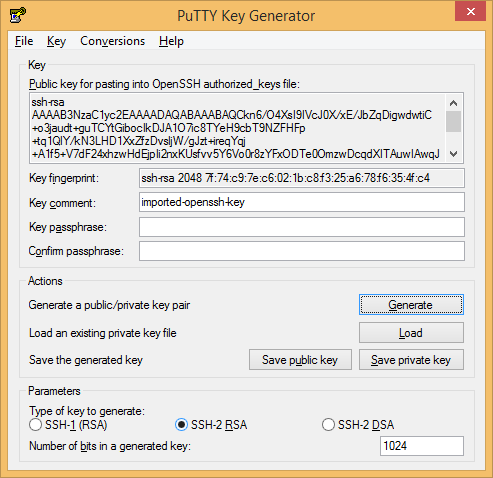 PuTTY Key Generator
File Key Conversions Help
Key
Public key for pasting into OpenSSH authorized_keys file:
ssh-rsa
AAAAB3NzaC1yc2EAAAADAQABAAABAQCkn6/O4XsI9IVcJ0X/xE/JbZqDigwdwtiC
+o3jaudt+guTCYtGibocIkDJA1O7ic8TYeH9cbT9NZFHFp
+tq1QlY/kN3LHD1XxZfzDvsljW/gJzt+ireqYqj
+A1f5+V7dF24xhzwHdEjpIi2nxKUsfvv5Y6Vo0r8zYFxODTe0OmzwDcqdXITAuwIAwqJ
Key fingerprint: ssh-rsa 2048 7f:74:c9:7e:c6:02:1b:c8:f3:25:a6:78:f6:35:4f:c4
Key comment: imported-openssh-key
Key passphrase:
Confirm passphrase:
Actions
Generate a public/private key pair Generate
Load an existing private key file Load
Save the generated key Save public key Save private key
Parameters
Type of key to generate:
SSH-1 (RSA) SSH-2 RSA SSH-2 DSA
Number of bits in a generated key: 1024